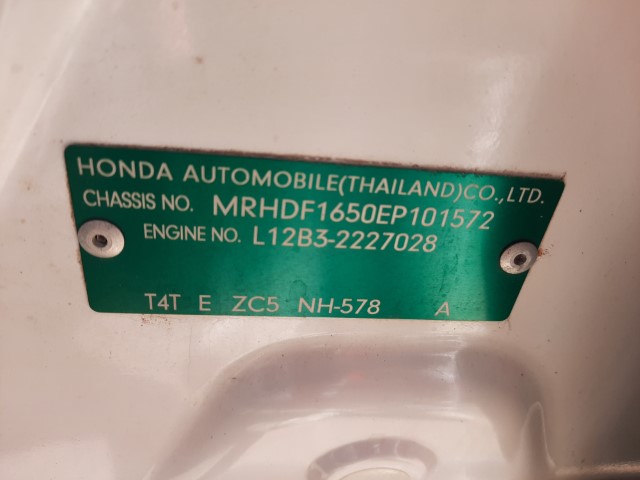 HONDA AUTOMOBILE(THAILAND)CO.,LTD.
CHASSIS NO. MRHDF1650EP101572
ENGINE NO. L12B3-2227028
T4T E ZC5 NH-578 A